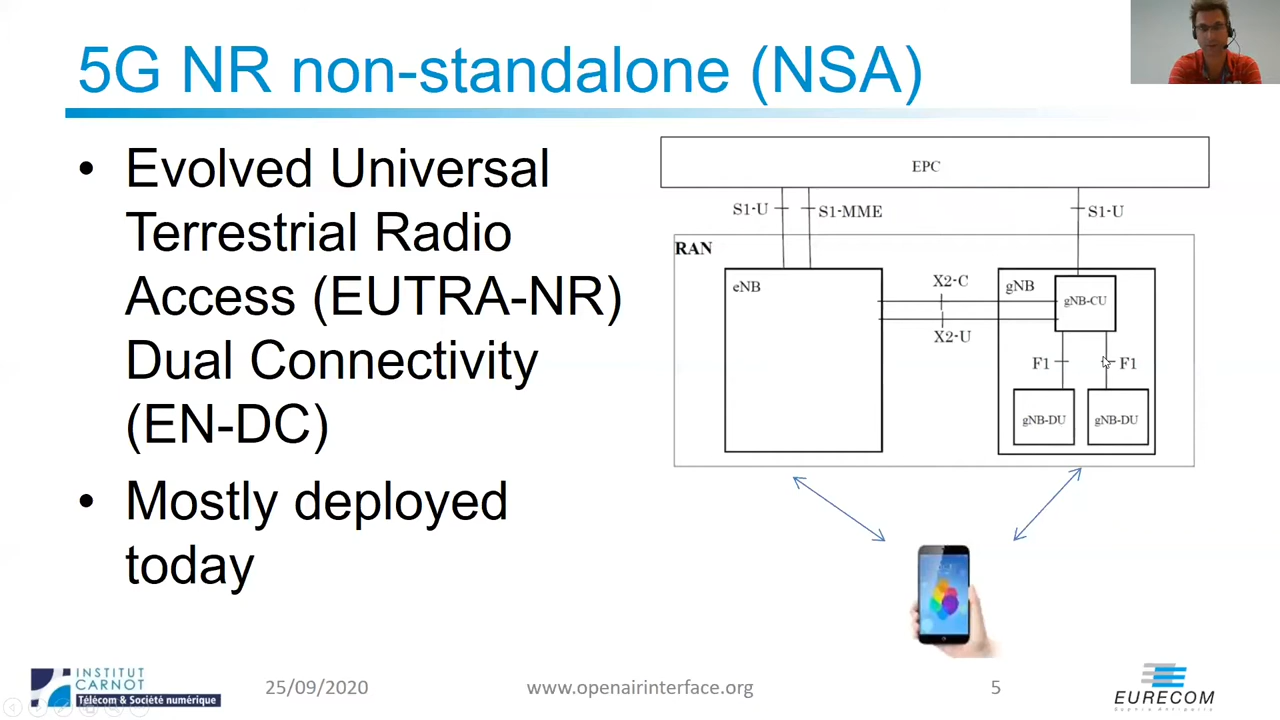 5G NR non-standalone (NSA)
• Evolved Universal
Terrestrial Radio
Access (EUTRA-NR)
Dual Connectivity
(EN-DC)
• Mostly deployed
today
EPC
S1-U
S1-MME
S1-U
RAN
eNB
X2-C
X2-U
gNB
gNB-CU
F1
F1
gNB-DU
gNB-DU
INSTITUT
CARNOT
Télécom & Société numérique
25/09/2020
www.openairinterface.org
5
EURECOM
Sophia Antipolis